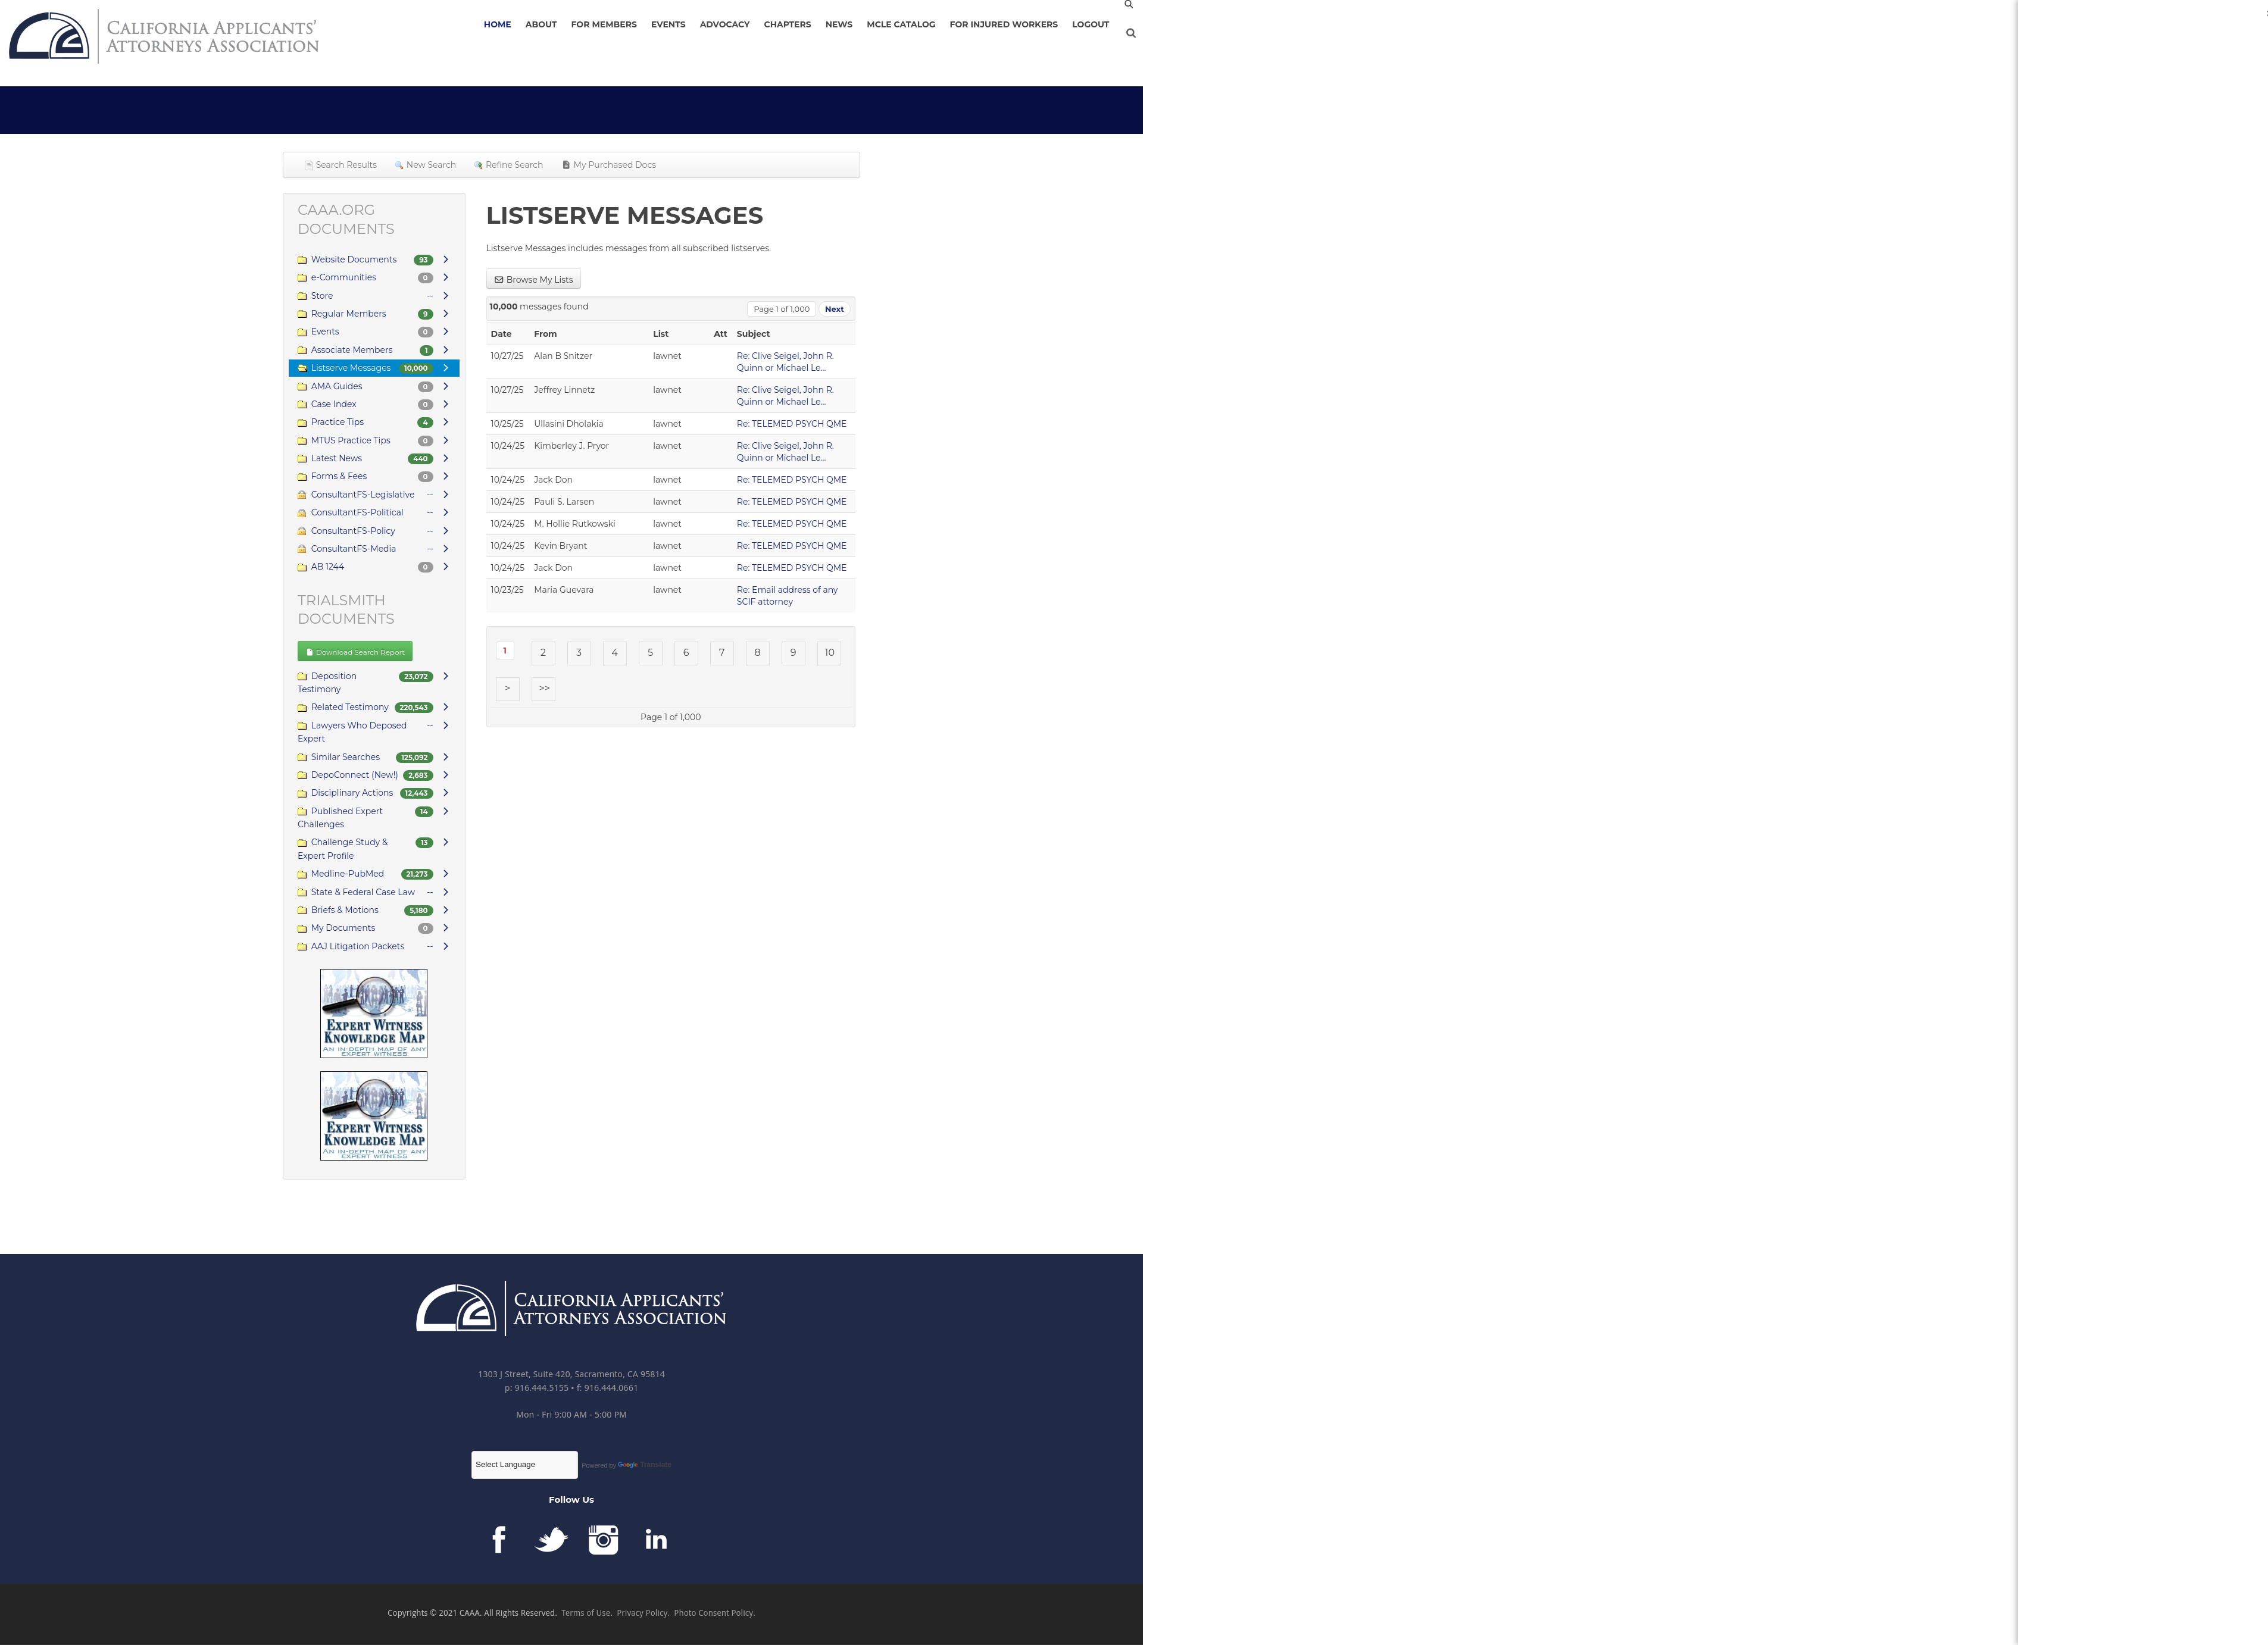 CALIFORNIA APPLICANTS'
ATTORNEYS ASSOCIATION
HOME ABOUT FOR MEMBERS EVENTS ADVOCACY CHAPTERS NEWS MCLE CATALOG FOR INJURED WORKERS LOGOUT
Search Results New Search Refine Search My Purchased Docs
CAAA.ORG
DOCUMENTS
Website Documents 93
e-Communities 0
Store --
Regular Members 9
Events 0
Associate Members 1
Listserve Messages 10,000
AMA Guides 0
Case Index 0
Practice Tips 4
MTUS Practice Tips 0
Latest News 440
Forms & Fees 0
ConsultantFS-Legislative --
ConsultantFS-Political --
ConsultantFS-Policy --
ConsultantFS-Media --
AB 1244 0
TRIALSMITH
DOCUMENTS
Download Search Report
Deposition 23,072
Testimony
Related Testimony 220,543
Lawyers Who Deposed --
Expert
Similar Searches 125,092
DepoConnect (New!) 2,683
Disciplinary Actions 12,443
Published Expert 14
Challenges
Challenge Study & 13
Expert Profile
Medline-PubMed 21,273
State & Federal Case Law --
Briefs & Motions 5,180
My Documents 0
AAJ Litigation Packets --
EXPERT WITNESS
KNOWLEDGE MAP
AN IN-DEPTH MAP OF ANY
EXPERT WITNESS
EXPERT WITNESS
KNOWLEDGE MAP
AN IN-DEPTH MAP OF ANY
EXPERT WITNESS
LISTSERVE MESSAGES
Listserve Messages includes messages from all subscribed listserves.
Browse My Lists
10,000 messages found Page 1 of 1,000 Next
Date From List Att Subject
10/27/25 Alan B Snitzer lawnet Re: Clive Seigel, John R.
Quinn or Michael Le...
10/27/25 Jeffrey Linnetz lawnet Re: Clive Seigel, John R.
Quinn or Michael Le...
10/25/25 Ullasini Dholakia lawnet Re: TELEMED PSYCH QME
10/24/25 Kimberley J. Pryor lawnet Re: Clive Seigel, John R.
Quinn or Michael Le...
10/24/25 Jack Don lawnet Re: TELEMED PSYCH QME
10/24/25 Pauli S. Larsen lawnet Re: TELEMED PSYCH QME
10/24/25 M. Hollie Rutkowski lawnet Re: TELEMED PSYCH QME
10/24/25 Kevin Bryant lawnet Re: TELEMED PSYCH QME
10/24/25 Jack Don lawnet Re: TELEMED PSYCH QME
10/23/25 Maria Guevara lawnet Re: Email address of any
SCIF attorney
1 2 3 4 5 6 7 8 9 10
> >>
Page 1 of 1,000
CALIFORNIA APPLICANTS'
ATTORNEYS ASSOCIATION
1303 J Street, Suite 420, Sacramento, CA 95814
p: 916.444.5155 • f: 916.444.0661
Mon - Fri 9:00 AM - 5:00 PM
Select Language Powered by Google Translate
Follow Us
Copyrights © 2021 CAAA. All Rights Reserved. Terms of Use. Privacy Policy. Photo Consent Policy.